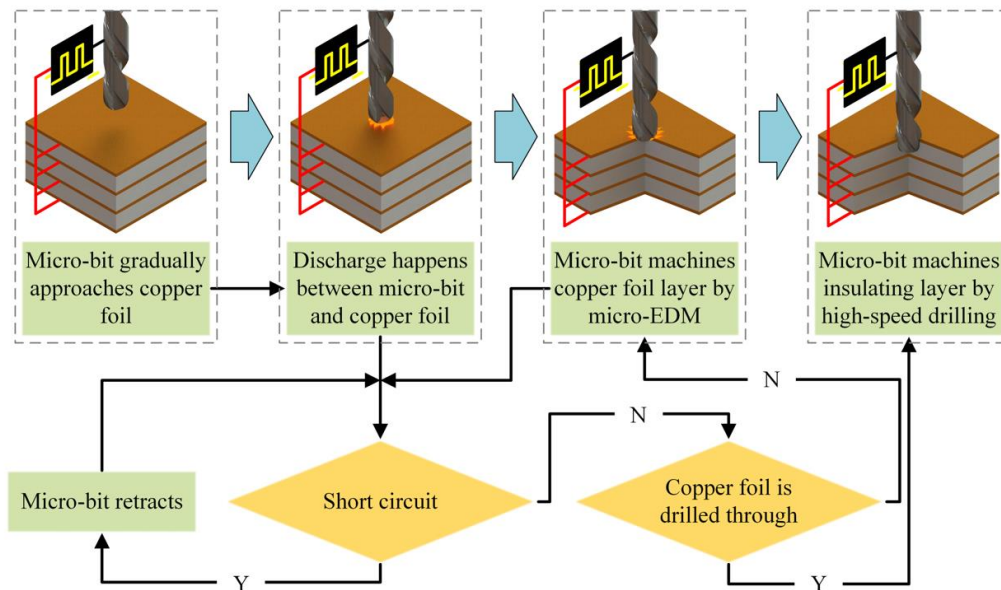 Micro-bit gradually
approaches copper
foil
Discharge happens
between micro-bit
and copper foil
Micro-bit machines
copper foil layer by
micro-EDM
Micro-bit machines
insulating layer by
high-speed drilling
N
N
Micro-bit retracts
Short circuit
Copper foil is
drilled through
Y
Y